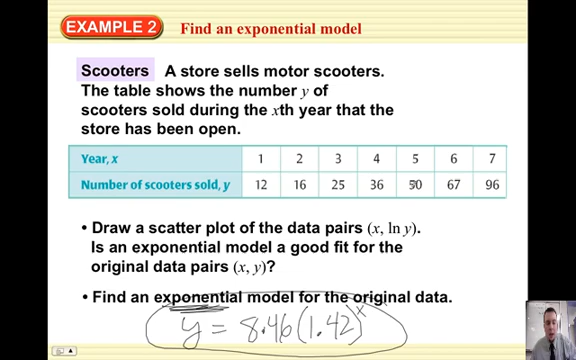 EXAMPLE 2 Find an exponential model
Scooters A store sells motor scooters.
The table shows the number y of
scooters sold during the xth year that the
store has been open.
Year, x 1 2 3 4 5 6 7
Number of scooters sold, y 12 16 25 36 50 67 96
• Draw a scatter plot of the data pairs (x, ln y).
Is an exponential model a good fit for the
original data pairs (x, y)?
• Find an exponential model for the original data.
y = 8.46(1.42)^x